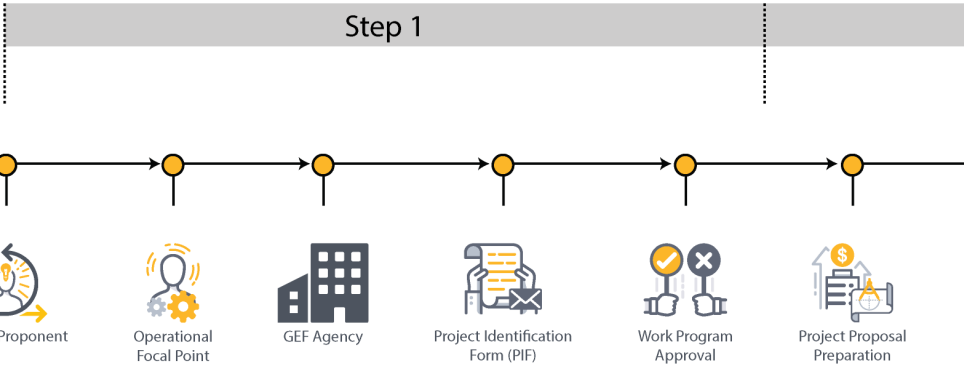 Step 1
Proponent
Operational
Focal Point
GEF Agency
Project Identification
Form (PIF)
Work Program
Approval
Project Proposal
Preparation
$